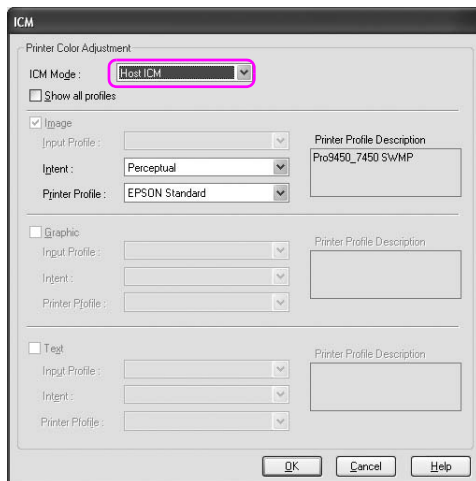 ICM
Printer Color Adjustment
ICM Mode : Host ICM
Show all profiles
Image
Input Profile :
Printer Profile Description
Pro9450_7450 SWMP
Intent : Perceptual
Printer Profile : EPSON Standard
Graphic
Input Profile :
Printer Profile Description
Intent :
Printer Profile :
Text
Input Profile :
Printer Profile Description
Intent :
Printer Profile :
OK Cancel Help